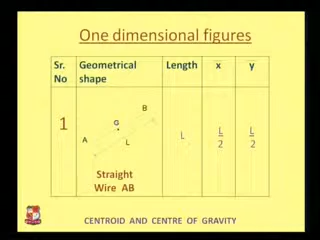 One dimensional figures
Sr. No
Geometrical shape
Length
x
y
1
B
G
A
L
Straight
Wire AB
L
L
2
L
2
CENTROID AND CENTRE OF GRAVITY